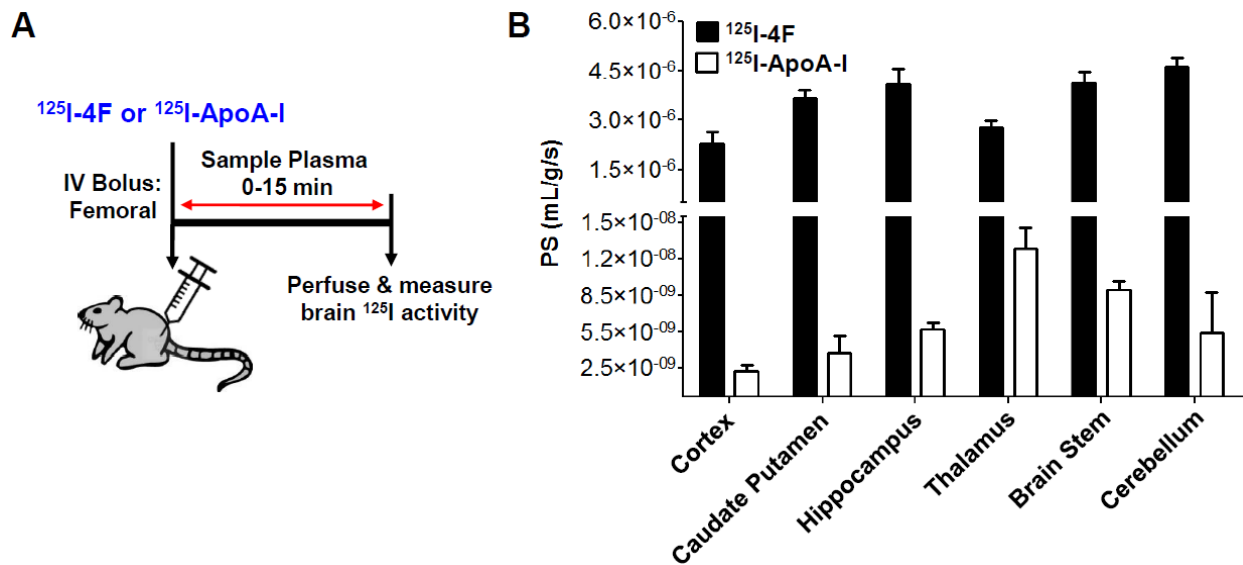 A
¹²⁵I-4F or ¹²⁵I-ApoA-I
IV Bolus:
Femoral
Sample Plasma
0-15 min
Perfuse & measure
brain ¹²⁵I activity
B
¹²⁵I-4F
¹²⁵I-ApoA-I
PS (mL/g/s)
6.0×10⁻⁶
4.5×10⁻⁶
3.0×10⁻⁶
1.5×10⁻⁶
1.5×10⁻⁰⁸
1.2×10⁻⁰⁸
8.5×10⁻⁰⁹
5.5×10⁻⁰⁹
2.5×10⁻⁰⁹
Cortex
Caudate Putamen
Hippocampus
Thalamus
Brain Stem
Cerebellum